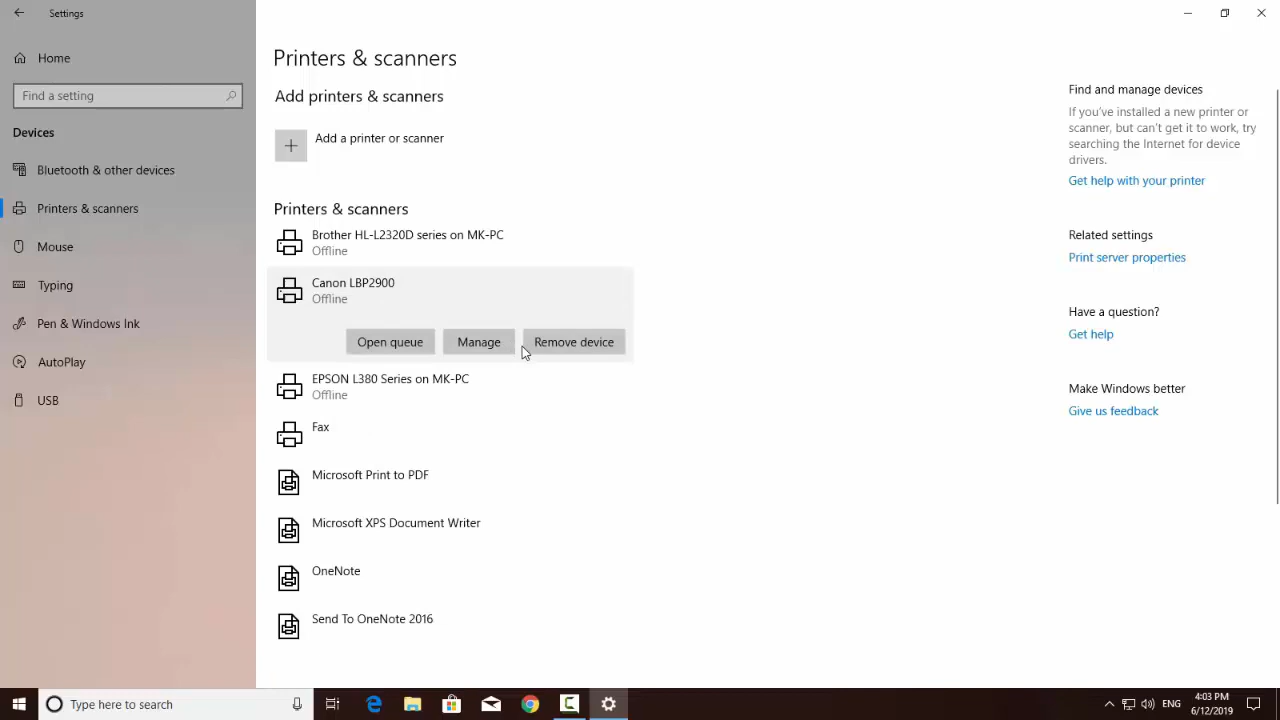 Settings
Home
Find a setting
Devices
Bluetooth & other devices
Printers & scanners
Mouse
Typing
Pen & Windows Ink
AutoPlay
USB
Printers & scanners
Add printers & scanners
Add a printer or scanner
Printers & scanners
Brother HL-L2320D series on MK-PC
Offline
Canon LBP2900
Offline
Open queue
Manage
Remove device
EPSON L380 Series on MK-PC
Offline
Fax
Microsoft Print to PDF
Microsoft XPS Document Writer
OneNote
Send To OneNote 2016
Find and manage devices
If you've installed a new printer or
scanner, but can't get it to work, try
searching the Internet for device
drivers.
Get help with your printer
Related settings
Print server properties
Have a question?
Get help
Make Windows better
Give us feedback
Type here to search
ENG
4:03 PM
6/12/2019